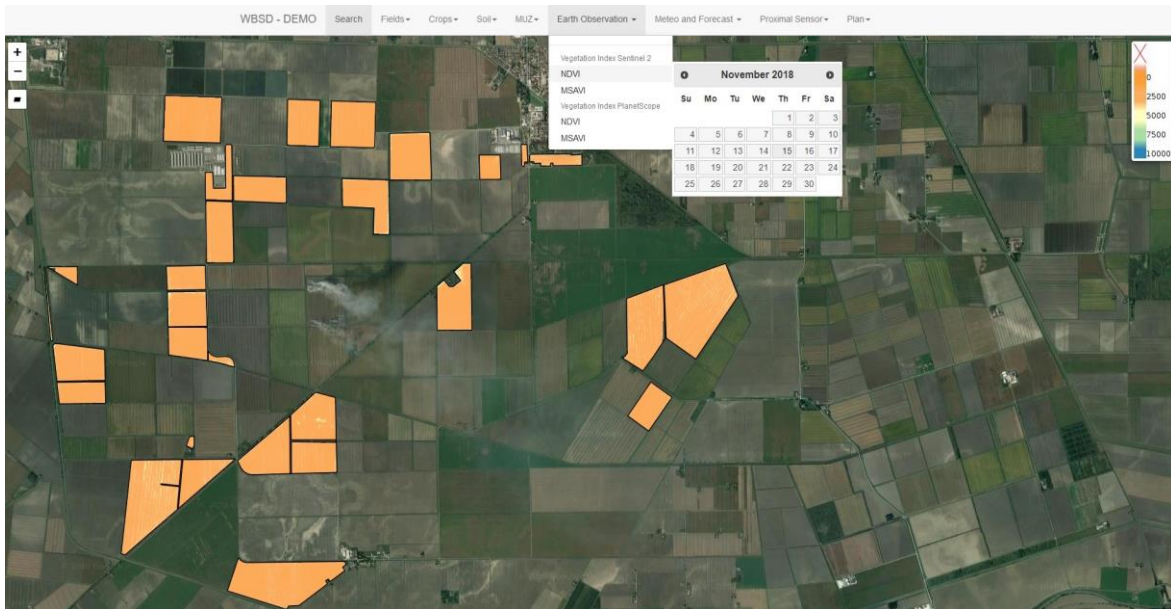 WBSD - DEMO Search Fields Crops Soil MUZ Earth Observation Meteo and Forecast Proximal Sensor Plan
+
−
Vegetation Index Sentinel 2
NDVI
MSAVI
Vegetation Index PlanetScope
NDVI
MSAVI
November 2018
Su Mo Tu We Th Fr Sa
1 2 3
4 5 6 7 8 9 10
11 12 13 14 15 16 17
18 19 20 21 22 23 24
25 26 27 28 29 30
0
2500
5000
7500
10000